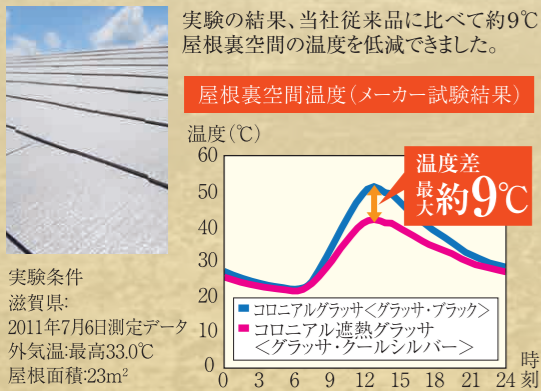 実験の結果、当社従来品に比べて約9℃
屋根裏空間の温度を低減できました。
屋根裏空間温度(メーカー試験結果)
温度(℃)
60
50
40
30
20
10
0
温度差
最大約9℃
コロニアルグラッサ<グラッサ・ブラック>
コロニアル遮熱グラッサ
<グラッサ・クールシルバー>
0 3 6 9 12 15 18 21 24
時刻
実験条件
滋賀県:
2011年7月6日測定データ
外気温:最高33.0℃
屋根面積:23m²